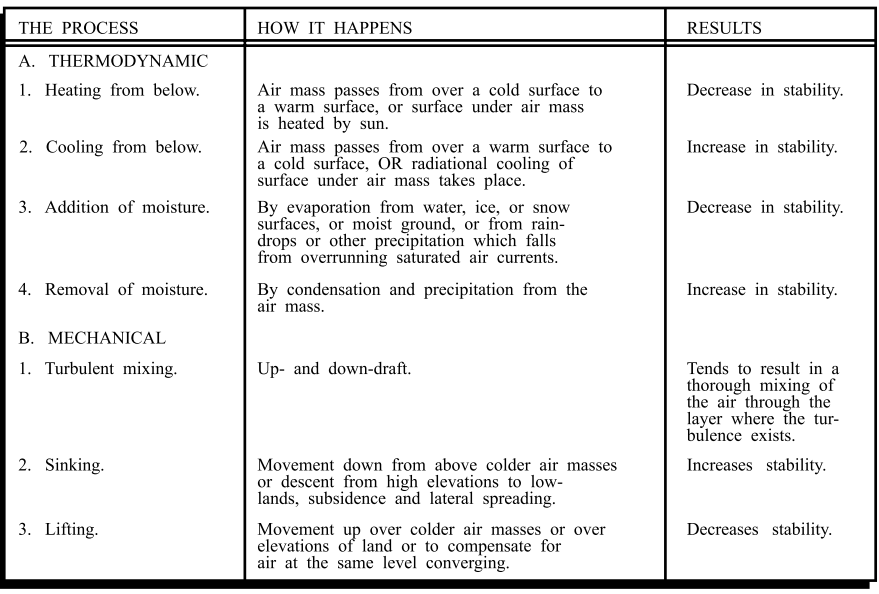 THE PROCESS
HOW IT HAPPENS
RESULTS
A. THERMODYNAMIC
1. Heating from below.
Air mass passes from over a cold surface to
a warm surface, or surface under air mass
is heated by sun.
Decrease in stability.
2. Cooling from below.
Air mass passes from over a warm surface to
a cold surface, OR radiational cooling of
surface under air mass takes place.
Increase in stability.
3. Addition of moisture.
By evaporation from water, ice, or snow
surfaces, or moist ground, or from rain-
drops or other precipitation which falls
from overrunning saturated air currents.
Decrease in stability.
4. Removal of moisture.
By condensation and precipitation from the
air mass.
Increase in stability.
B. MECHANICAL
1. Turbulent mixing.
Up- and down-draft.
Tends to result in a
thorough mixing of
the air through the
layer where the tur-
bulence exists.
2. Sinking.
Movement down from above colder air masses
or descent from high elevations to low-
lands, subsidence and lateral spreading.
Increases stability.
3. Lifting.
Movement up over colder air masses or over
elevations of land or to compensate for
air at the same level converging.
Decreases stability.